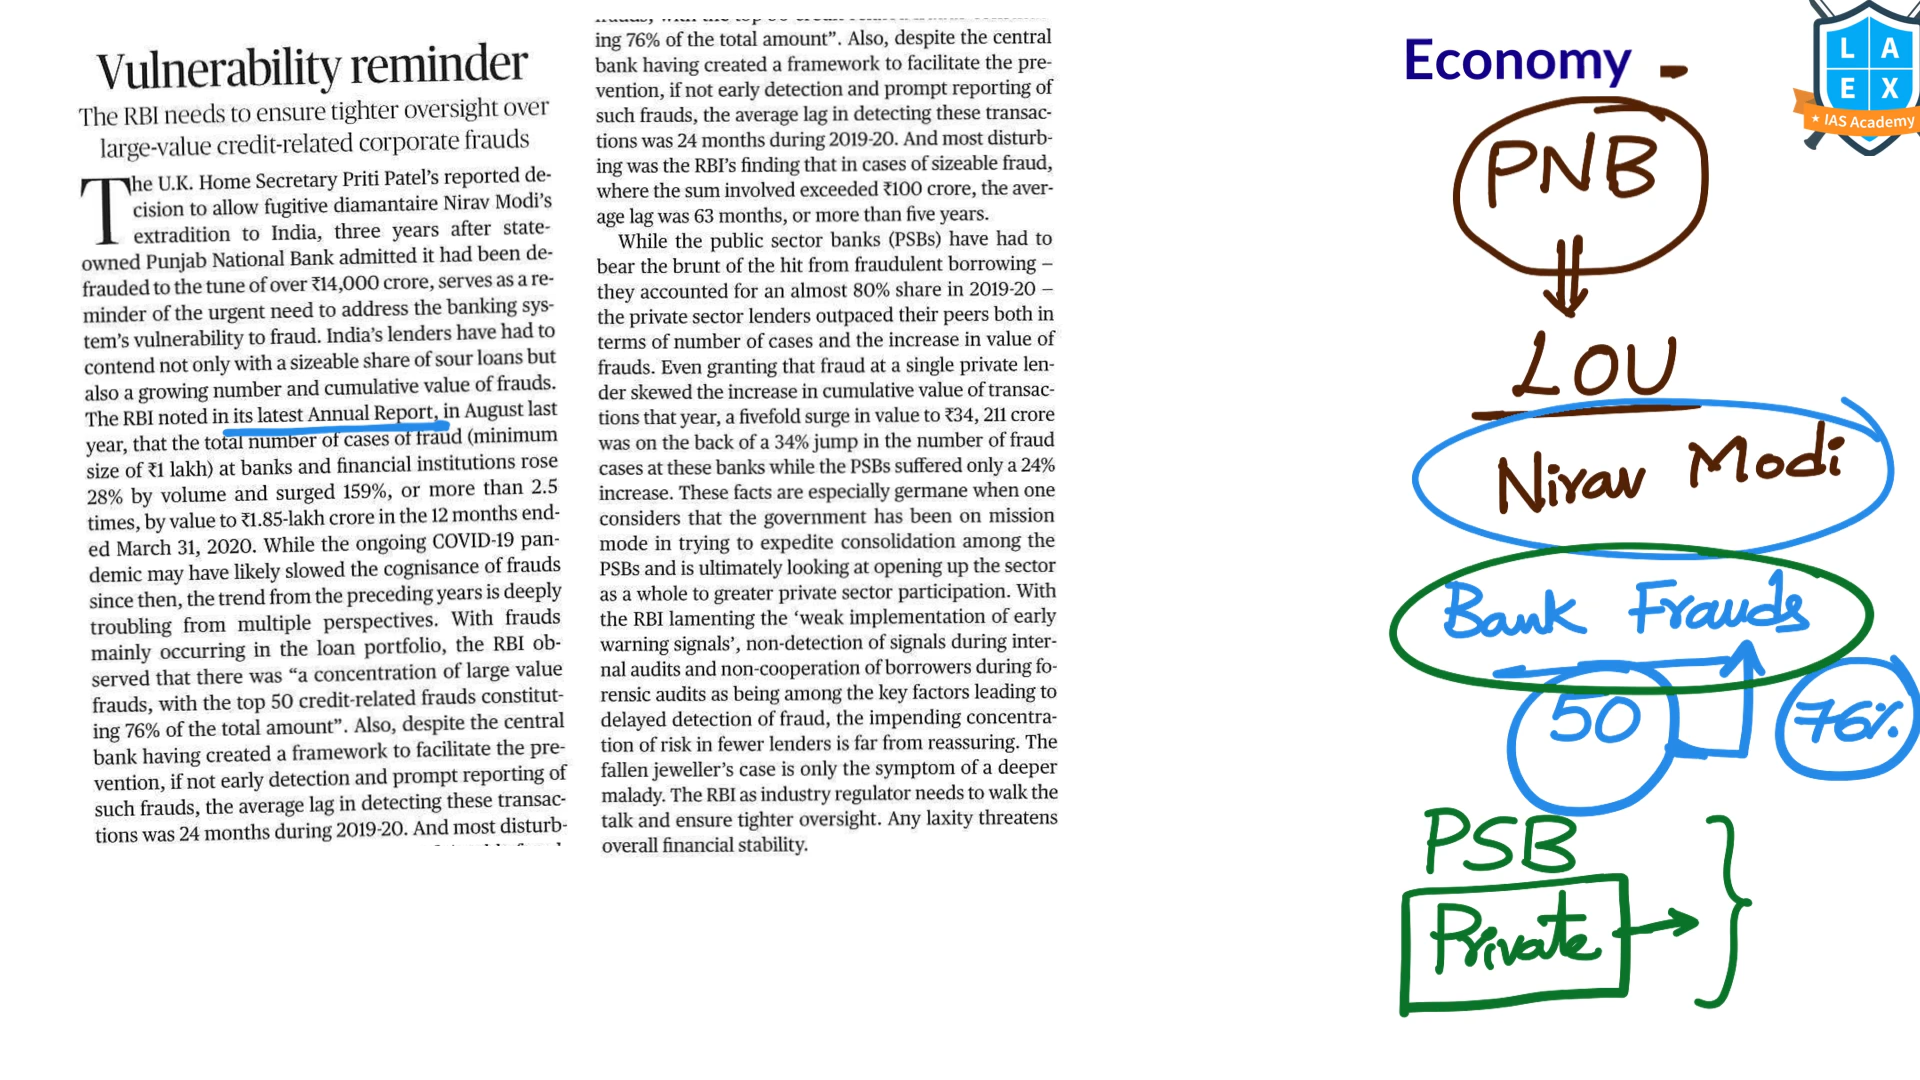 Vulnerability reminder
The RBI needs to ensure tighter oversight over
large-value credit-related corporate frauds
The U.K. Home Secretary Priti Patel's reported de-
cision to allow fugitive diamantaire Nirav Modi's
extradition to India, three years after state-
owned Punjab National Bank admitted it had been de-
frauded to the tune of over ₹14,000 crore, serves as a re-
minder of the urgent need to address the banking sys-
tem's vulnerability to fraud. India's lenders have had to
contend not only with a sizeable share of sour loans but
also a growing number and cumulative value of frauds.
The RBI noted in its latest Annual Report, in August last
year, that the total number of cases of fraud (minimum
size of ₹1 lakh) at banks and financial institutions rose
28% by volume and surged 159%, or more than 2.5
times, by value to ₹1.85-lakh crore in the 12 months end-
ed March 31, 2020. While the ongoing COVID-19 pan-
demic may have likely slowed the cognisance of frauds
since then, the trend from the preceding years is deeply
troubling from multiple perspectives. With frauds
mainly occurring in the loan portfolio, the RBI ob-
served that there was "a concentration of large value
frauds, with the top 50 credit-related frauds constitut-
ing 76% of the total amount". Also, despite the central
bank having created a framework to facilitate the pre-
vention, if not early detection and prompt reporting of
such frauds, the average lag in detecting these transac-
tions was 24 months during 2019-20. And most disturb-
ing 76% of the total amount". Also, despite the central
bank having created a framework to facilitate the pre-
vention, if not early detection and prompt reporting of
such frauds, the average lag in detecting these transac-
tions was 24 months during 2019-20. And most disturb-
ing was the RBI's finding that in cases of sizeable fraud,
where the sum involved exceeded ₹100 crore, the aver-
age lag was 63 months, or more than five years.
While the public sector banks (PSBs) have had to
bear the brunt of the hit from fraudulent borrowing –
they accounted for an almost 80% share in 2019-20 –
the private sector lenders outpaced their peers both in
terms of number of cases and the increase in value of
frauds. Even granting that fraud at a single private len-
der skewed the increase in cumulative value of transac-
tions that year, a fivefold surge in value to ₹34, 211 crore
was on the back of a 34% jump in the number of fraud
cases at these banks while the PSBs suffered only a 24%
increase. These facts are especially germane when one
considers that the government has been on mission
mode in trying to expedite consolidation among the
PSBs and is ultimately looking at opening up the sector
as a whole to greater private sector participation. With
the RBI lamenting the 'weak implementation of early
warning signals', non-detection of signals during inter-
nal audits and non-cooperation of borrowers during fo-
rensic audits as being among the key factors leading to
delayed detection of fraud, the impending concentra-
tion of risk in fewer lenders is far from reassuring. The
fallen jeweller's case is only the symptom of a deeper
malady. The RBI as industry regulator needs to walk the
talk and ensure tighter oversight. Any laxity threatens
overall financial stability.
Economy -
PNB
LOU
Nirav Modi
Bank Frauds
50
76%
PSB
Private
L A
E X
IAS Academy